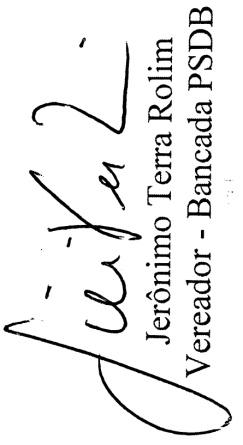 Jerônimo Terra Rolim
Vereador - Bancada PSDB